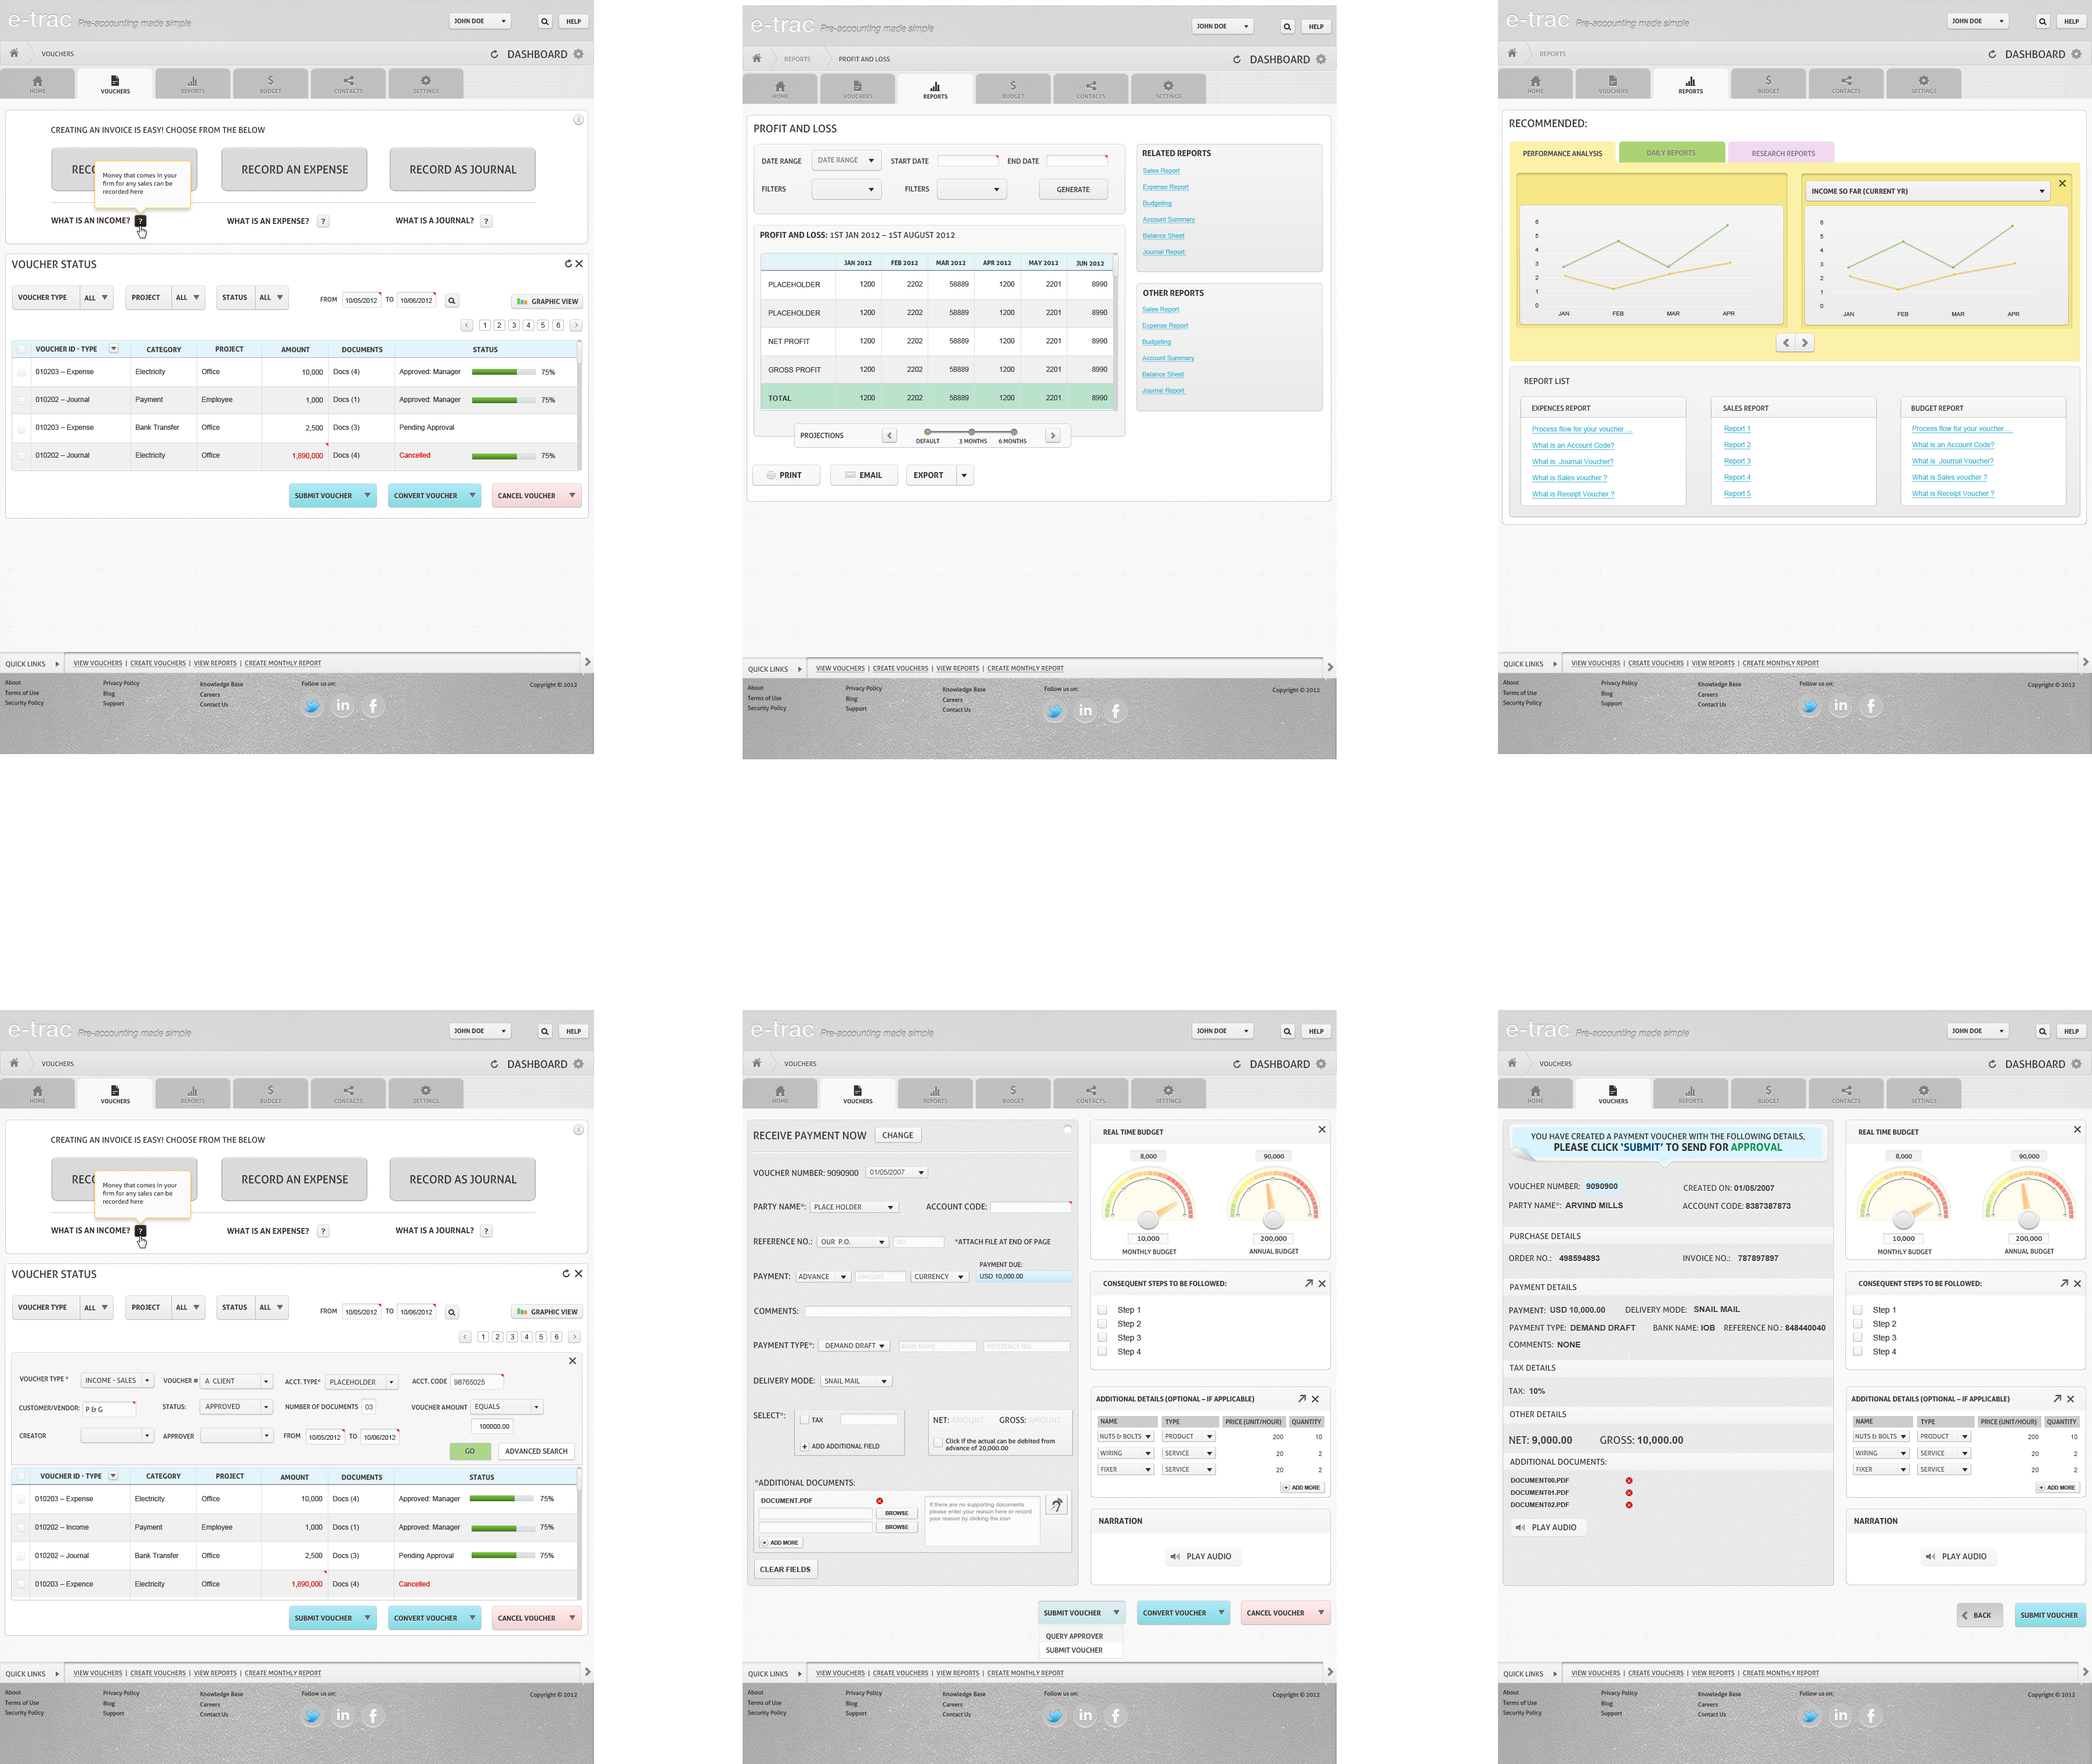 e-trac Pre-accounting made simple JOHN DOE HELP
VOUCHERS DASHBOARD
HOME VOUCHERS REPORTS BUDGET CONTACTS SETTINGS
CREATING AN INVOICE IS EASY! CHOOSE FROM THE BELOW
REC RECORD AN EXPENSE RECORD AS JOURNAL
Money that comes in your
firm for any sales can be
recorded here
WHAT IS AN INCOME? ? WHAT IS AN EXPENSE? ? WHAT IS A JOURNAL? ?
VOUCHER STATUS
VOUCHER TYPE ALL PROJECT ALL STATUS ALL FROM 10/05/2012 TO 10/06/2012 GRAPHIC VIEW
< 1 2 3 4 5 6 >
VOUCHER ID - TYPE CATEGORY PROJECT AMOUNT DOCUMENTS STATUS
010203 – Expense Electricity Office 10,000 Docs (4) Approved: Manager 75%
010202 – Journal Payment Employee 1,000 Docs (1) Approved: Manager 75%
010203 – Expense Bank Transfer Office 2,500 Docs (3) Pending Approval
010202 – Journal Electricity Office 1,890,000 Docs (4) Cancelled 75%
SUBMIT VOUCHER CONVERT VOUCHER CANCEL VOUCHER
QUICK LINKS VIEW VOUCHERS | CREATE VOUCHERS | VIEW REPORTS | CREATE MONTHLY REPORT
About Privacy Policy Knowledge Base Follow us on: Copyright © 2012
Terms of Use Blog Careers
Security Policy Support Contact Us
e-trac Pre-accounting made simple JOHN DOE HELP
REPORTS PROFIT AND LOSS DASHBOARD
HOME VOUCHERS REPORTS BUDGET CONTACTS SETTINGS
PROFIT AND LOSS
DATE RANGE DATE RANGE START DATE END DATE
FILTERS FILTERS GENERATE
PROFIT AND LOSS: 1ST JAN 2012 – 1ST AUGUST 2012
JAN 2012 FEB 2012 MAR 2012 APR 2012 MAY 2012 JUN 2012
PLACEHOLDER 1200 2202 58889 1200 2201 8990
PLACEHOLDER 1200 2202 58889 1200 2201 8990
NET PROFIT 1200 2202 58889 1200 2201 8990
GROSS PROFIT 1200 2202 58889 1200 2201 8990
TOTAL 1200 2202 58889 1200 2201 8990
PROJECTIONS DEFAULT 3 MONTHS 6 MONTHS
PRINT EMAIL EXPORT
RELATED REPORTS
Sales Report
Expense Report
Budgeting
Account Summary
Balance Sheet
Journal Report
OTHER REPORTS
Sales Report
Expense Report
Budgeting
Account Summary
Balance Sheet
Journal Report
QUICK LINKS VIEW VOUCHERS | CREATE VOUCHERS | VIEW REPORTS | CREATE MONTHLY REPORT
About Privacy Policy Knowledge Base Follow us on: Copyright © 2012
Terms of Use Blog Careers
Security Policy Support Contact Us
e-trac Pre-accounting made simple JOHN DOE HELP
REPORTS DASHBOARD
HOME VOUCHERS REPORTS BUDGET CONTACTS SETTINGS
RECOMMENDED:
PERFORMANCE ANALYSIS DAILY REPORTS RESEARCH REPORTS
INCOME SO FAR (CURRENT YR)
6 6
5 5
4 4
3 3
2 2
1 1
0 0
JAN FEB MAR APR JAN FEB MAR APR
REPORT LIST
EXPENCES REPORT SALES REPORT BUDGET REPORT
Process flow for your voucher ... Report 1 Process flow for your voucher ...
What is an Account Code? Report 2 What is an Account Code?
What is Journal Voucher? Report 3 What is Journal Voucher?
What is Sales voucher ? Report 4 What is Sales voucher ?
What is Receipt Voucher ? Report 5 What is Receipt Voucher ?
QUICK LINKS VIEW VOUCHERS | CREATE VOUCHERS | VIEW REPORTS | CREATE MONTHLY REPORT
About Privacy Policy Knowledge Base Follow us on: Copyright © 2012
Terms of Use Blog Careers
Security Policy Support Contact Us
e-trac Pre-accounting made simple JOHN DOE HELP
VOUCHERS DASHBOARD
HOME VOUCHERS REPORTS BUDGET CONTACTS SETTINGS
CREATING AN INVOICE IS EASY! CHOOSE FROM THE BELOW
REC RECORD AN EXPENSE RECORD AS JOURNAL
Money that comes in your
firm for any sales can be
recorded here
WHAT IS AN INCOME? ? WHAT IS AN EXPENSE? ? WHAT IS A JOURNAL? ?
VOUCHER STATUS
VOUCHER TYPE ALL PROJECT ALL STATUS ALL FROM 10/05/2012 TO 10/06/2012 GRAPHIC VIEW
< 1 2 3 4 5 6 >
VOUCHER TYPE * INCOME - SALES VOUCHER # A CLIENT ACCT. TYPE* PLACEHOLDER ACCT. CODE 98765025
CUSTOMER/VENDOR: P & G STATUS: APPROVED NUMBER OF DOCUMENTS 03 VOUCHER AMOUNT EQUALS
100000.00
CREATOR APPROVER FROM 10/05/2012 TO 10/06/2012
GO ADVANCED SEARCH
VOUCHER ID - TYPE CATEGORY PROJECT AMOUNT DOCUMENTS STATUS
010203 – Expense Electricity Office 10,000 Docs (4) Approved: Manager 75%
010202 – Income Payment Employee 1,000 Docs (1) Approved: Manager 75%
010202 – Journal Bank Transfer Office 2,500 Docs (3) Pending Approval 75%
010203 – Expence Electricity Office 1,890,000 Docs (4) Cancelled
SUBMIT VOUCHER CONVERT VOUCHER CANCEL VOUCHER
QUICK LINKS VIEW VOUCHERS | CREATE VOUCHERS | VIEW REPORTS | CREATE MONTHLY REPORT
About Privacy Policy Knowledge Base Follow us on: Copyright © 2012
Terms of Use Blog Careers
Security Policy Support Contact Us
e-trac Pre-accounting made simple JOHN DOE HELP
VOUCHERS DASHBOARD
HOME VOUCHERS REPORTS BUDGET CONTACTS SETTINGS
RECEIVE PAYMENT NOW CHANGE
VOUCHER NUMBER: 9090900 01/05/2007
PARTY NAME*: PLACE HOLDER ACCOUNT CODE:
REFERENCE NO.: OUR P.O. NO. *ATTACH FILE AT END OF PAGE
PAYMENT DUE:
PAYMENT: ADVANCE AMOUNT CURRENCY USD 10,000.00
COMMENTS:
PAYMENT TYPE*: DEMAND DRAFT BANK NAME REFERENCE NO.
DELIVERY MODE: SNAIL MAIL
SELECT*: TAX NET: AMOUNT GROSS: AMOUNT
ADD ADDITIONAL FIELD
Click if the actual can be debited from
advance of 20,000.00
*ADDITIONAL DOCUMENTS:
DOCUMENT.PDF
BROWSE
BROWSE
ADD MORE
If there are no supporting documents
please enter your reason here or record
your reason by clicking the icon
CLEAR FIELDS
REAL TIME BUDGET
8,000 90,000
10,000 200,000
MONTHLY BUDGET ANNUAL BUDGET
CONSEQUENT STEPS TO BE FOLLOWED:
Step 1
Step 2
Step 3
Step 4
ADDITIONAL DETAILS (OPTIONAL – IF APPLICABLE)
NAME TYPE PRICE (UNIT/HOUR) QUANTITY
NUTS & BOLTS PRODUCT 200 10
WIRING SERVICE 20 2
FIXER SERVICE 20 2
ADD MORE
NARRATION
PLAY AUDIO
SUBMIT VOUCHER CONVERT VOUCHER CANCEL VOUCHER
QUERY APPROVER
SUBMIT VOUCHER
QUICK LINKS VIEW VOUCHERS | CREATE VOUCHERS | VIEW REPORTS | CREATE MONTHLY REPORT
About Privacy Policy Knowledge Base Follow us on: Copyright © 2012
Terms of Use Blog Careers
Security Policy Support Contact Us
e-trac Pre-accounting made simple JOHN DOE HELP
VOUCHERS DASHBOARD
HOME VOUCHERS REPORTS BUDGET CONTACTS SETTINGS
YOU HAVE CREATED A PAYMENT VOUCHER WITH THE FOLLOWING DETAILS,
PLEASE CLICK 'SUBMIT' TO SEND FOR APPROVAL
VOUCHER NUMBER: 9090900 CREATED ON: 01/05/2007
PARTY NAME*: ARVIND MILLS ACCOUNT CODE: 8387387873
PURCHASE DETAILS
ORDER NO.: 498594893 INVOICE NO.: 787897897
PAYMENT DETAILS
PAYMENT: USD 10,000.00 DELIVERY MODE: SNAIL MAIL
PAYMENT TYPE: DEMAND DRAFT BANK NAME: IOB REFERENCE NO.: 848440040
COMMENTS: NONE
TAX DETAILS
TAX: 10%
OTHER DETAILS
NET: 9,000.00 GROSS: 10,000.00
ADDITIONAL DOCUMENTS:
DOCUMENT00.PDF
DOCUMENT01.PDF
DOCUMENT02.PDF
PLAY AUDIO
REAL TIME BUDGET
8,000 90,000
10,000 200,000
MONTHLY BUDGET ANNUAL BUDGET
CONSEQUENT STEPS TO BE FOLLOWED:
Step 1
Step 2
Step 3
Step 4
ADDITIONAL DETAILS (OPTIONAL – IF APPLICABLE)
NAME TYPE PRICE (UNIT/HOUR) QUANTITY
NUTS & BOLTS PRODUCT 200 10
WIRING SERVICE 20 2
FIXER SERVICE 20 2
ADD MORE
NARRATION
PLAY AUDIO
BACK SUBMIT VOUCHER
QUICK LINKS VIEW VOUCHERS | CREATE VOUCHERS | VIEW REPORTS | CREATE MONTHLY REPORT
About Privacy Policy Knowledge Base Follow us on: Copyright © 2012
Terms of Use Blog Careers
Security Policy Support Contact Us